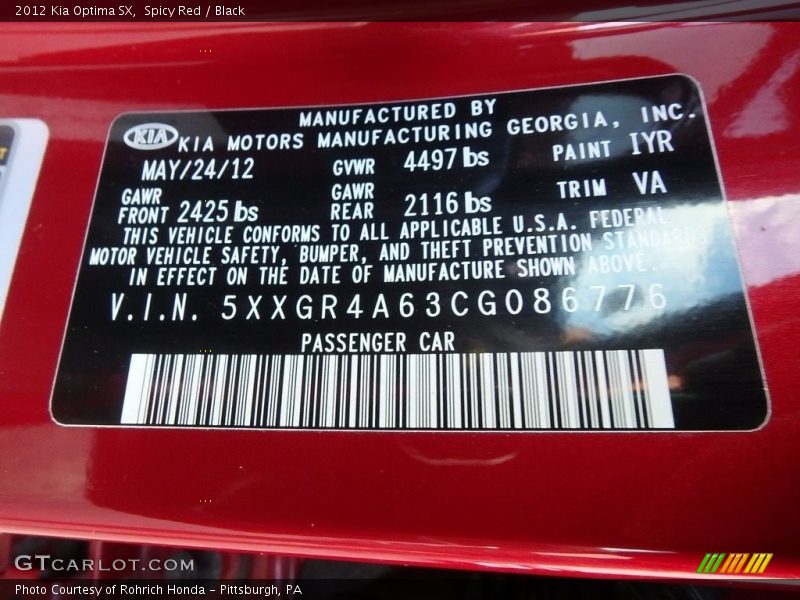 2012 Kia Optima SX,  Spicy Red / Black
MANUFACTURED BY
KIA KIA MOTORS MANUFACTURING GEORGIA, INC.
MAY/24/12 GVWR 4497 lbs PAINT IYR
GAWR FRONT 2425 lbs GAWR REAR 2116 lbs TRIM VA
THIS VEHICLE CONFORMS TO ALL APPLICABLE U.S.A. FEDERAL
MOTOR VEHICLE SAFETY, BUMPER, AND THEFT PREVENTION STANDARDS
IN EFFECT ON THE DATE OF MANUFACTURE SHOWN ABOVE.
V.I.N. 5XXGR4A63CG086776
PASSENGER CAR
GTCARLOT.COM
Photo Courtesy of Rohrich Honda - Pittsburgh, PA